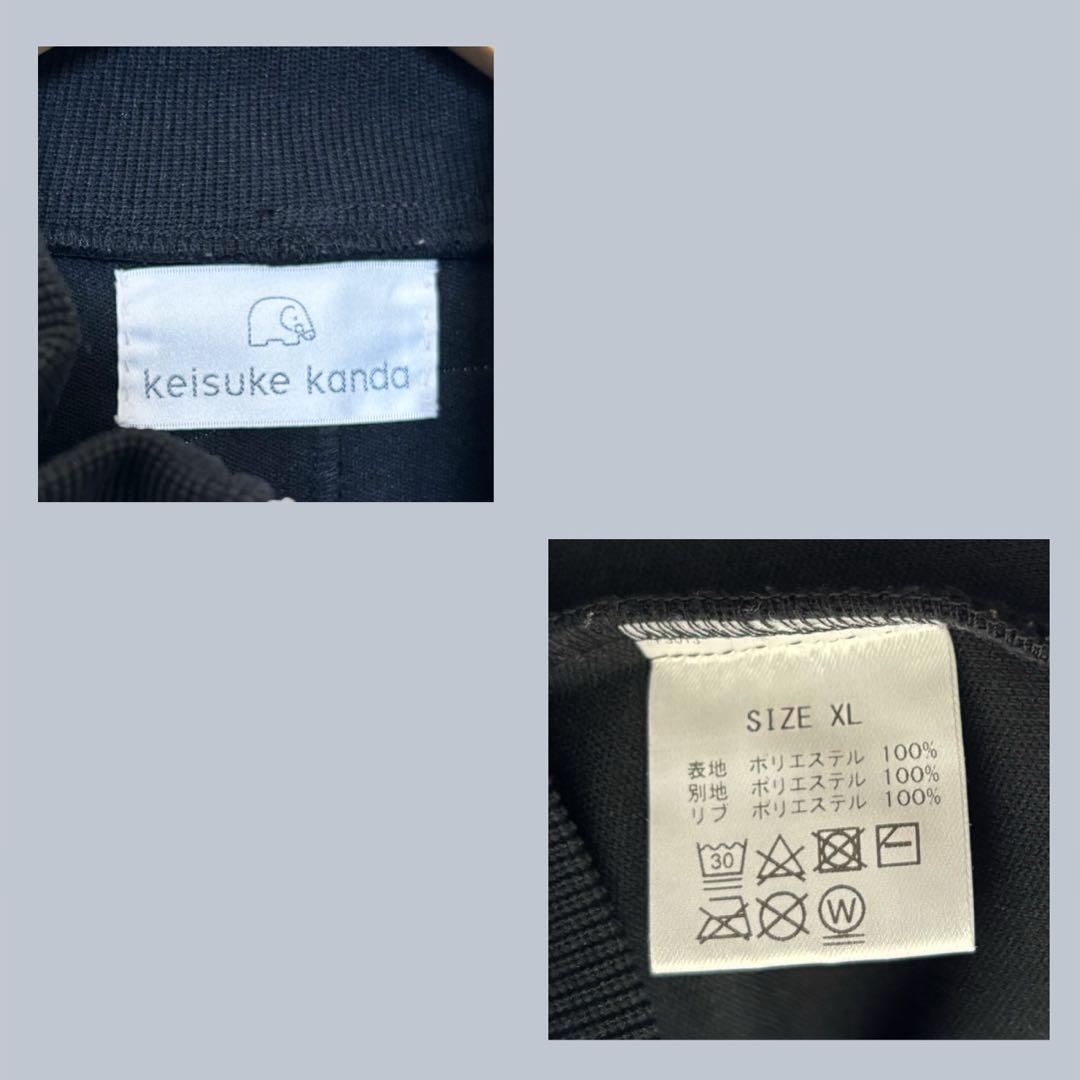 keisuke kanda
SIZE XL
表地 ポリエステル 100%
別地 ポリエステル 100%
リブ ポリエステル 100%
30
W